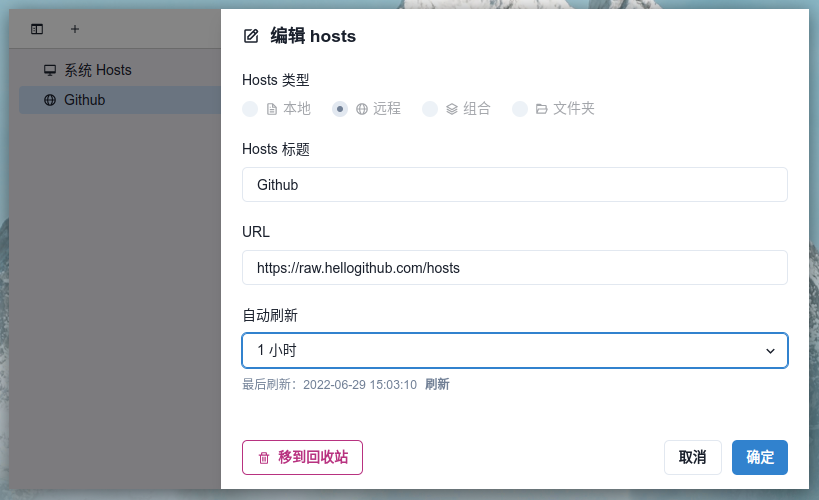 系统 Hosts
Github
编辑 hosts
Hosts 类型
本地 远程 组合 文件夹
Hosts 标题
Github
URL
https://raw.hellogithub.com/hosts
自动刷新
1 小时
最后刷新：2022-06-29 15:03:10 刷新
移到回收站 取消 确定